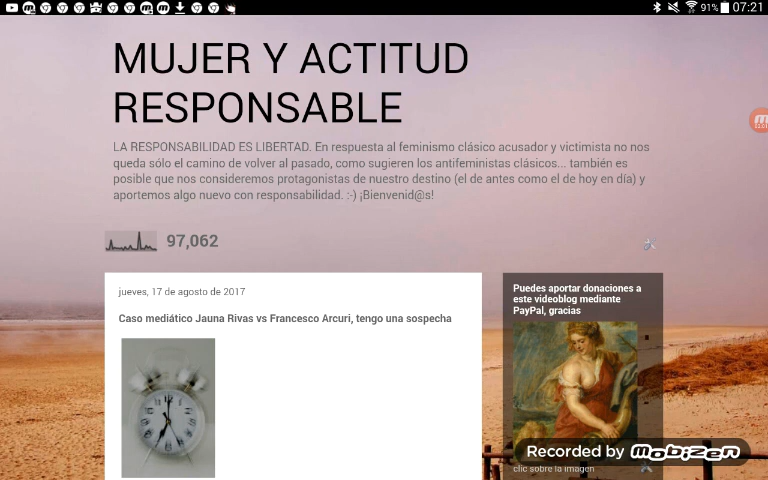 91% 07:21
MUJER Y ACTITUD
RESPONSABLE
LA RESPONSABILIDAD ES LIBERTAD. En respuesta al feminismo clásico acusador y victimista no nos
queda sólo el camino de volver al pasado, como sugieren los antifeministas clásicos... también es
posible que nos consideremos protagonistas de nuestro destino (el de antes como el de hoy en día) y
aportemos algo nuevo con responsabilidad. :-) ¡Bienvenid@s!
97,062
jueves, 17 de agosto de 2017
Caso mediático Jauna Rivas vs Francesco Arcuri, tengo una sospecha
Puedes aportar donaciones a
este videoblog mediante
PayPal, gracias
Recorded by Mobizen
clic sobre la imagen